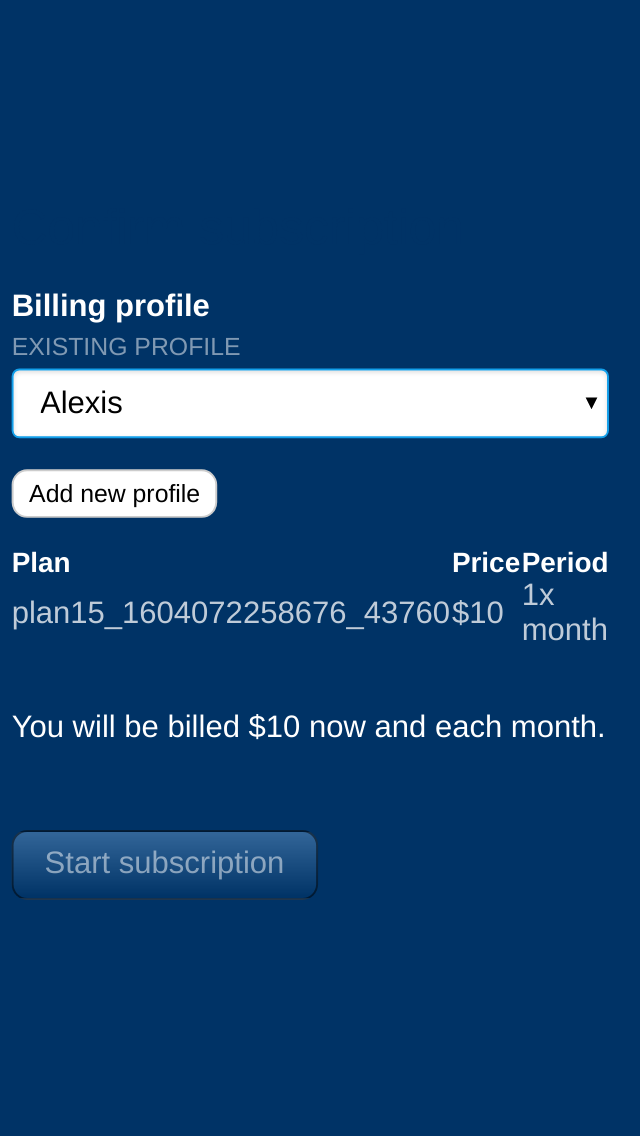 Billing profile
EXISTING PROFILE
Alexis
Add new profile
Plan Price Period
plan15_1604072258676_43760 $10 1x
month
You will be billed $10 now and each month.
Start subscription